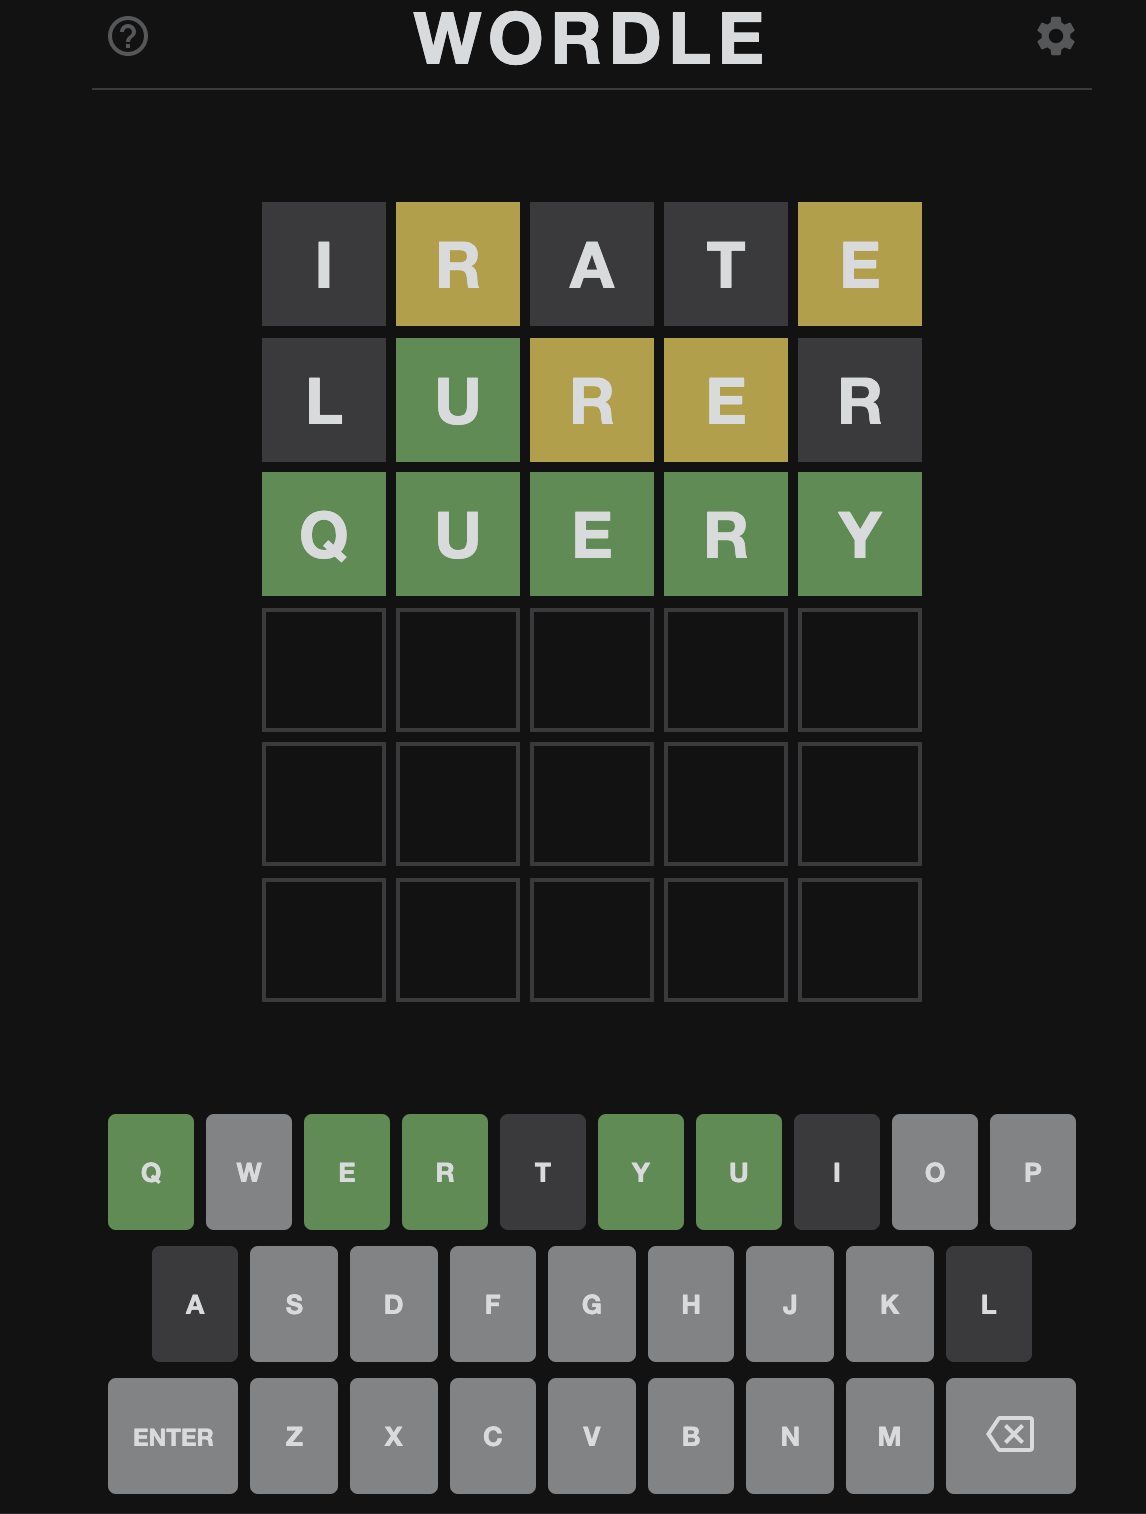 ?
WORDLE
I R A T E
L U R E R
Q U E R Y
Q W E R T Y U I O P
A S D F G H J K L
ENTER Z X C V B N M